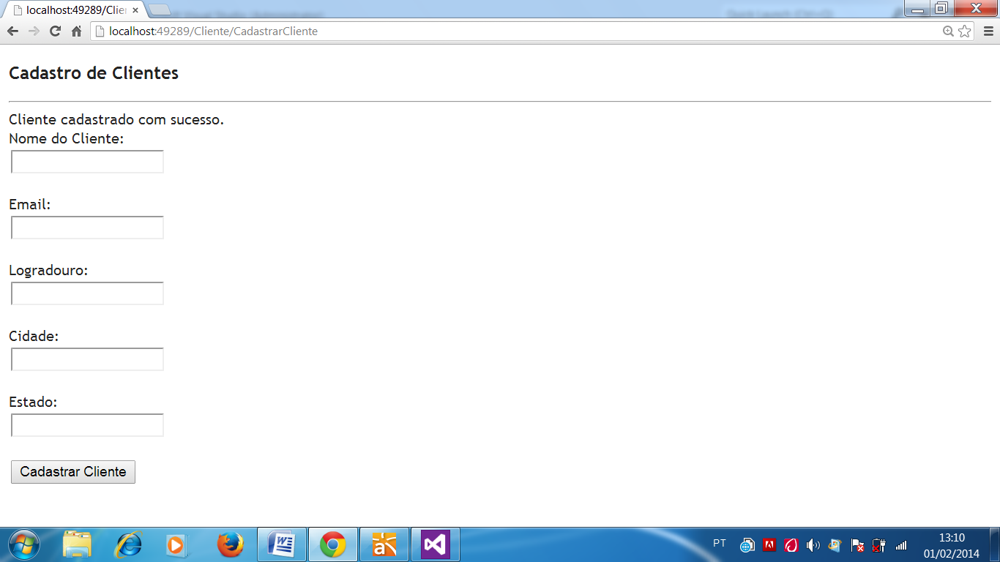 localhost:49289/Clie
localhost:49289/Cliente/CadastrarCliente
Cadastro de Clientes
Cliente cadastrado com sucesso.
Nome do Cliente:
Email:
Logradouro:
Cidade:
Estado:
Cadastrar Cliente
PT
13:10
01/02/2014